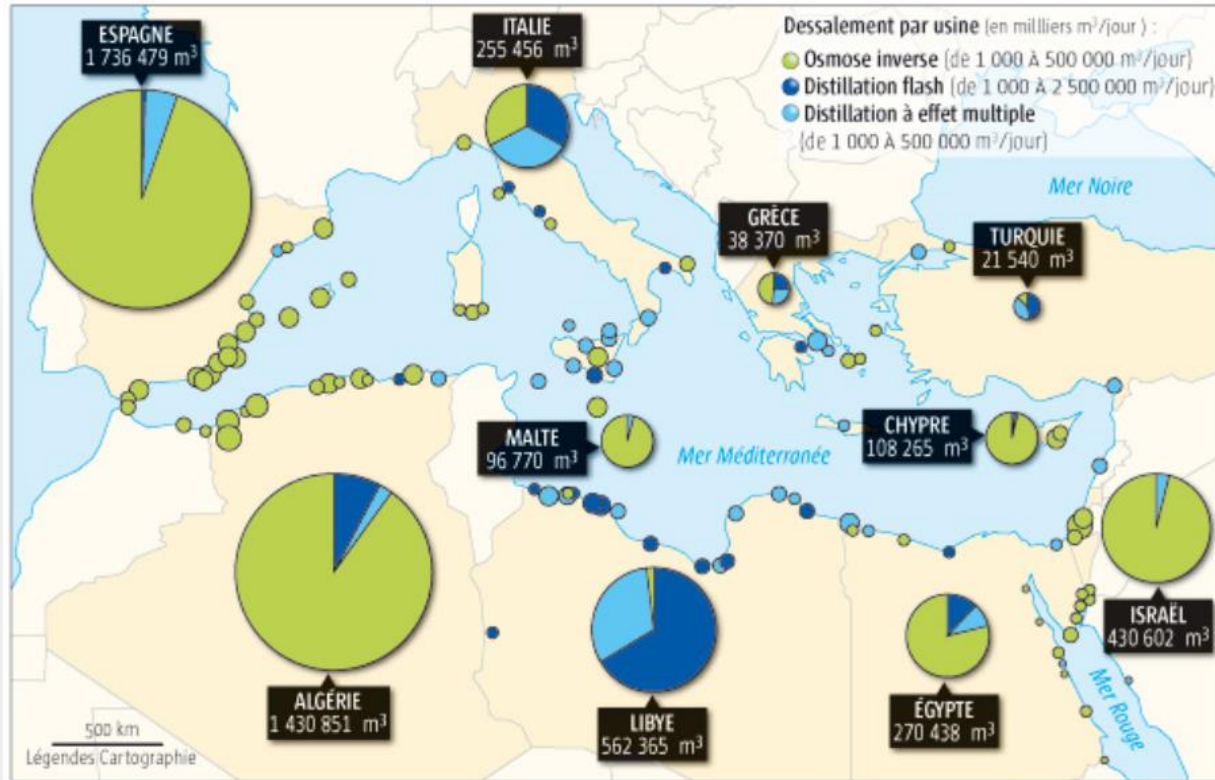 ESPAGNE
1 736 479 m³
ITALIE
255 456 m³
Dessalement par usine (en millliers m³/jour) :
Osmose inverse (de 1 000 À 500 000 m³/jour)
Distillation flash (de 1 000 À 2 500 000 m³/jour)
Distillation à effet multiple
(de 1 000 À 500 000 m³/jour)
Mer Noire
GRÈCE
38 370 m³
TURQUIE
21 540 m³
MALTE
96 770 m³
Mer Méditerranée
CHYPRE
108 265 m³
ALGÉRIE
1 430 851 m³
LIBYE
562 365 m³
ÉGYPTE
270 438 m³
ISRAËL
430 602 m³
Mer Rouge
500 km
Légendes Cartographie